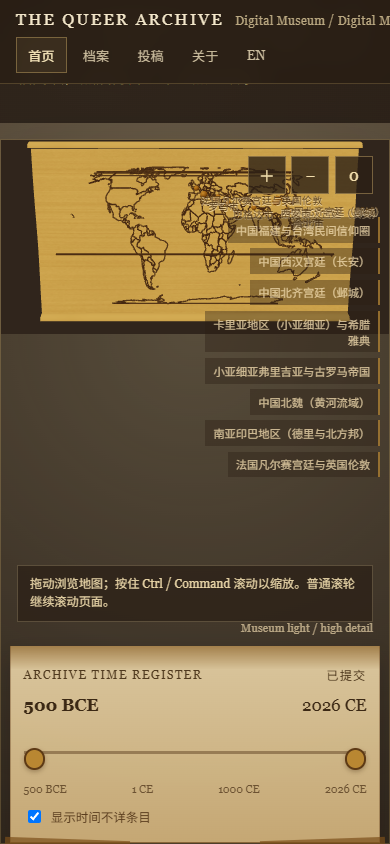 THE QUEER ARCHIVE Digital Museum / Digital M
首页 档案 投稿 关于 EN
+ − o
中国福建与台湾民间信仰圈
中国西汉宫廷（长安）
中国北齐宫廷（邺城）
卡里亚地区（小亚细亚）与希腊
雅典
小亚细亚弗里吉亚与古罗马帝国
中国北魏（黄河流域）
南亚印巴地区（德里与北方邦）
法国凡尔赛宫廷与英国伦敦
拖动浏览地图；按住 Ctrl / Command 滚动以缩放。普通滚轮
继续滚动页面。
Museum light / high detail
ARCHIVE TIME REGISTER 已提交
500 BCE 2026 CE
500 BCE 1 CE 1000 CE 2026 CE
显示时间不详条目